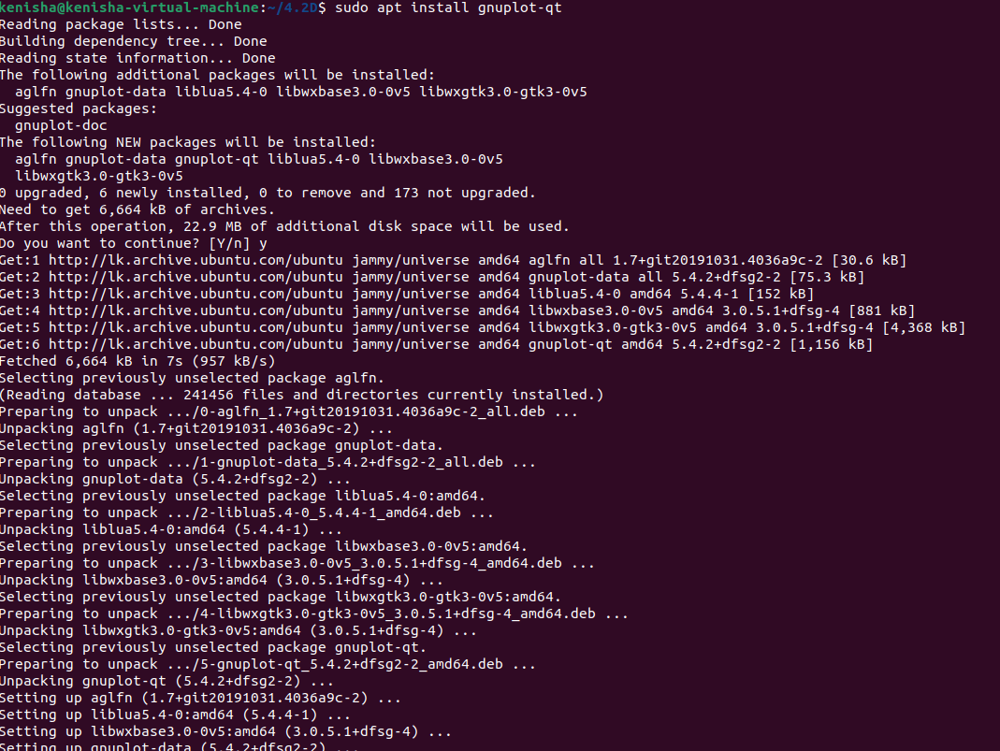 kenisha@kenisha-virtual-machine:~/4.2D$ sudo apt install gnuplot-qt
Reading package lists... Done
Building dependency tree... Done
Reading state information... Done
The following additional packages will be installed:
  aglfn gnuplot-data liblua5.4-0 libwxbase3.0-0v5 libwxgtk3.0-gtk3-0v5
Suggested packages:
  gnuplot-doc
The following NEW packages will be installed:
  aglfn gnuplot-data gnuplot-qt liblua5.4-0 libwxbase3.0-0v5
  libwxgtk3.0-gtk3-0v5
0 upgraded, 6 newly installed, 0 to remove and 173 not upgraded.
Need to get 6,664 kB of archives.
After this operation, 22.9 MB of additional disk space will be used.
Do you want to continue? [Y/n] y
Get:1 http://lk.archive.ubuntu.com/ubuntu jammy/universe amd64 aglfn all 1.7+git20191031.4036a9c-2 [30.6 kB]
Get:2 http://lk.archive.ubuntu.com/ubuntu jammy/universe amd64 gnuplot-data all 5.4.2+dfsg2-2 [75.3 kB]
Get:3 http://lk.archive.ubuntu.com/ubuntu jammy/universe amd64 liblua5.4-0 amd64 5.4.4-1 [152 kB]
Get:4 http://lk.archive.ubuntu.com/ubuntu jammy/universe amd64 libwxbase3.0-0v5 amd64 3.0.5.1+dfsg-4 [881 kB]
Get:5 http://lk.archive.ubuntu.com/ubuntu jammy/universe amd64 libwxgtk3.0-gtk3-0v5 amd64 3.0.5.1+dfsg-4 [4,368 kB]
Get:6 http://lk.archive.ubuntu.com/ubuntu jammy/universe amd64 gnuplot-qt amd64 5.4.2+dfsg2-2 [1,156 kB]
Fetched 6,664 kB in 7s (957 kB/s)
Selecting previously unselected package aglfn.
(Reading database ... 241456 files and directories currently installed.)
Preparing to unpack .../0-aglfn_1.7+git20191031.4036a9c-2_all.deb ...
Unpacking aglfn (1.7+git20191031.4036a9c-2) ...
Selecting previously unselected package gnuplot-data.
Preparing to unpack .../1-gnuplot-data_5.4.2+dfsg2-2_all.deb ...
Unpacking gnuplot-data (5.4.2+dfsg2-2) ...
Selecting previously unselected package liblua5.4-0:amd64.
Preparing to unpack .../2-liblua5.4-0_5.4.4-1_amd64.deb ...
Unpacking liblua5.4-0:amd64 (5.4.4-1) ...
Selecting previously unselected package libwxbase3.0-0v5:amd64.
Preparing to unpack .../3-libwxbase3.0-0v5_3.0.5.1+dfsg-4_amd64.deb ...
Unpacking libwxbase3.0-0v5:amd64 (3.0.5.1+dfsg-4) ...
Selecting previously unselected package libwxgtk3.0-gtk3-0v5:amd64.
Preparing to unpack .../4-libwxgtk3.0-gtk3-0v5_3.0.5.1+dfsg-4_amd64.deb ...
Unpacking libwxgtk3.0-gtk3-0v5:amd64 (3.0.5.1+dfsg-4) ...
Selecting previously unselected package gnuplot-qt.
Preparing to unpack .../5-gnuplot-qt_5.4.2+dfsg2-2_amd64.deb ...
Unpacking gnuplot-qt (5.4.2+dfsg2-2) ...
Setting up aglfn (1.7+git20191031.4036a9c-2) ...
Setting up liblua5.4-0:amd64 (5.4.4-1) ...
Setting up libwxbase3.0-0v5:amd64 (3.0.5.1+dfsg-4) ...
Setting up gnuplot-data (5.4.2+dfsg2-2) ...